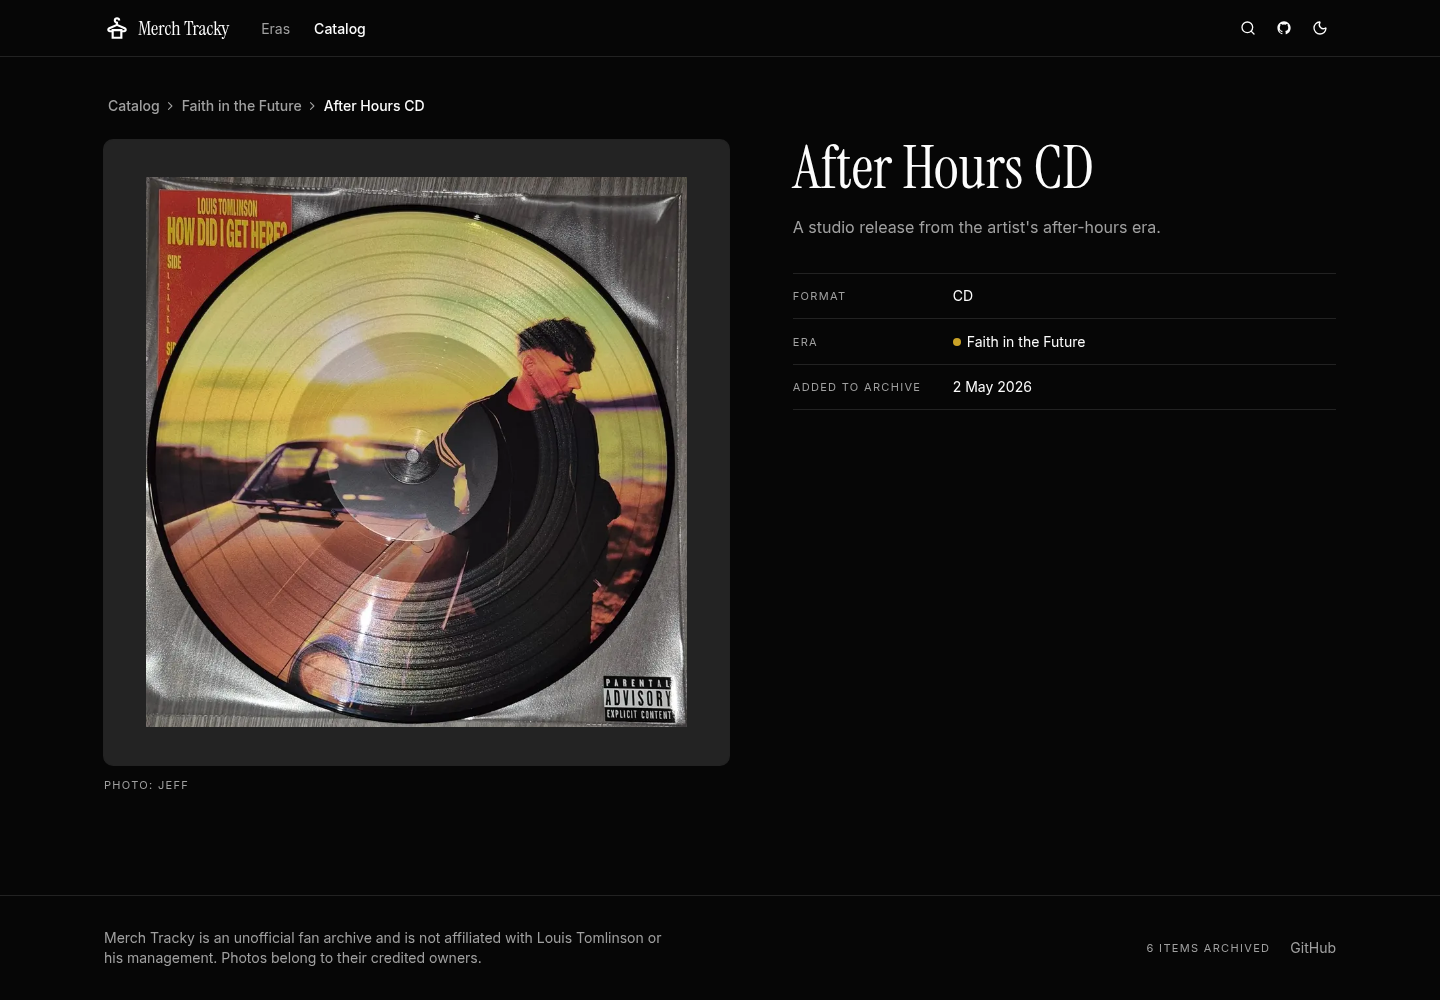 Merch Tracky
Eras
Catalog
Catalog > Faith in the Future > After Hours CD
LOUIS TOMLINSON
HOW DID I GET HERE?
SIDE
PARENTAL
ADVISORY
EXPLICIT CONTENT
PHOTO: JEFF
After Hours CD
A studio release from the artist's after-hours era.
FORMAT CD
ERA Faith in the Future
ADDED TO ARCHIVE 2 May 2026
Merch Tracky is an unofficial fan archive and is not affiliated with Louis Tomlinson or
his management. Photos belong to their credited owners.
6 ITEMS ARCHIVED
GitHub